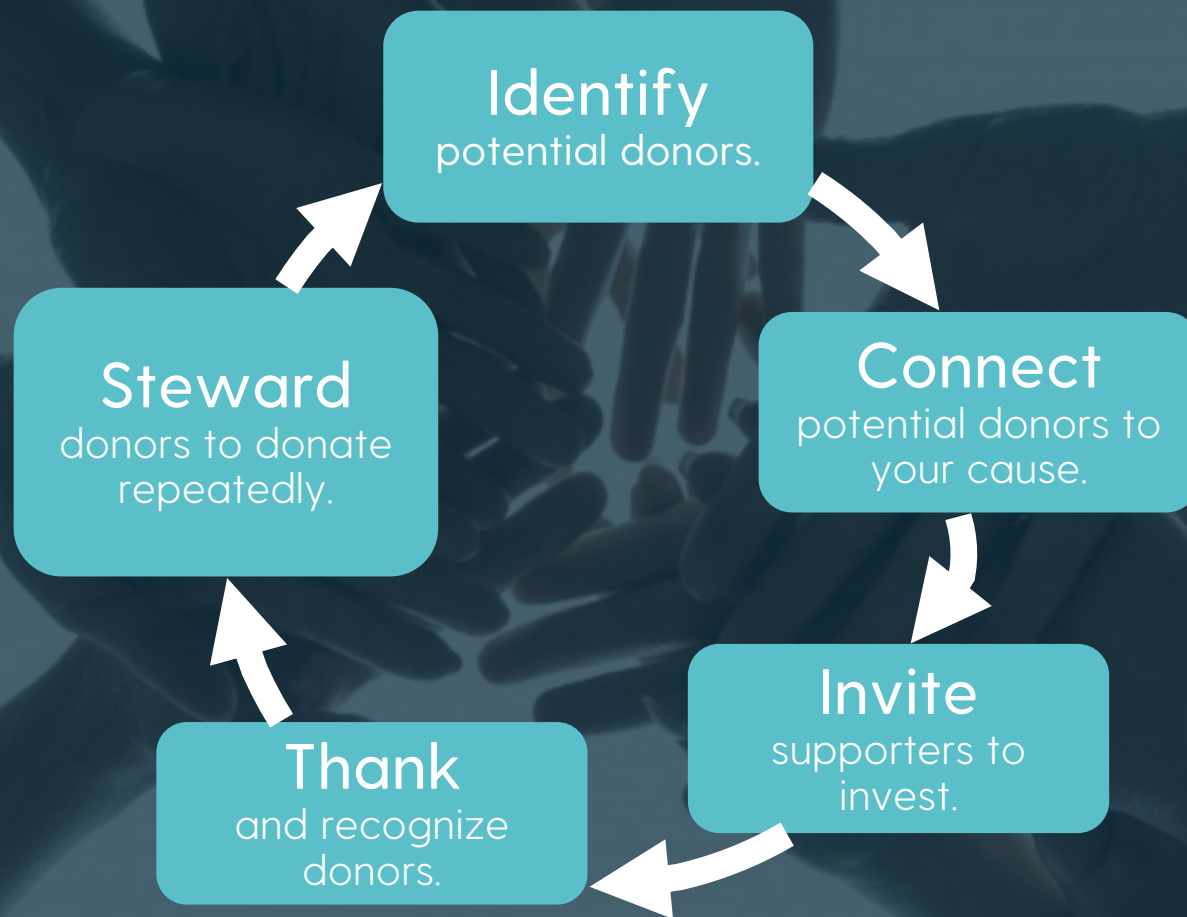 Identify
potential donors.
Connect
potential donors to
your cause.
Invite
supporters to
invest.
Thank
and recognize
donors.
Steward
donors to donate
repeatedly.